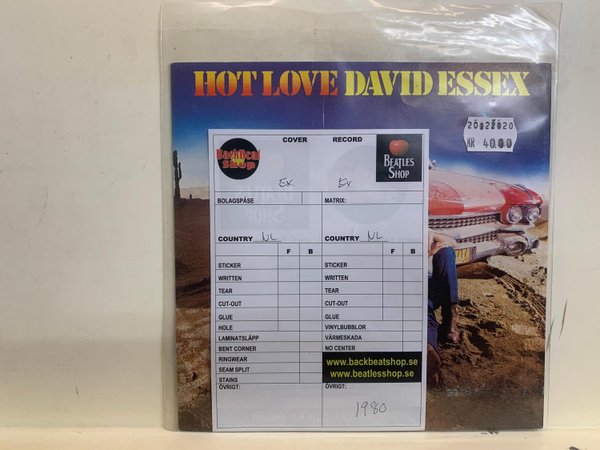 HOT LOVE DAVID ESSEX
20822620
KR 40.00
COVER RECORD
BackBeat Shop
BEATLES SHOP
Ex Ex
BOLAGSPÅSE MATRIX:
COUNTRY NL COUNTRY NL
F B F B
STICKER STICKER
WRITTEN WRITTEN
TEAR TEAR
CUT-OUT CUT-OUT
GLUE GLUE
HOLE VINYLBUBBLOR
LAMINATSLÄPP VÄRMESKADA
BENT CORNER NO CENTER
RINGWEAR
SEAM SPLIT
STAINS
www.backbeatshop.se
www.beatlesshop.se
ÖVRIGT: ÖVRIGT:
1980